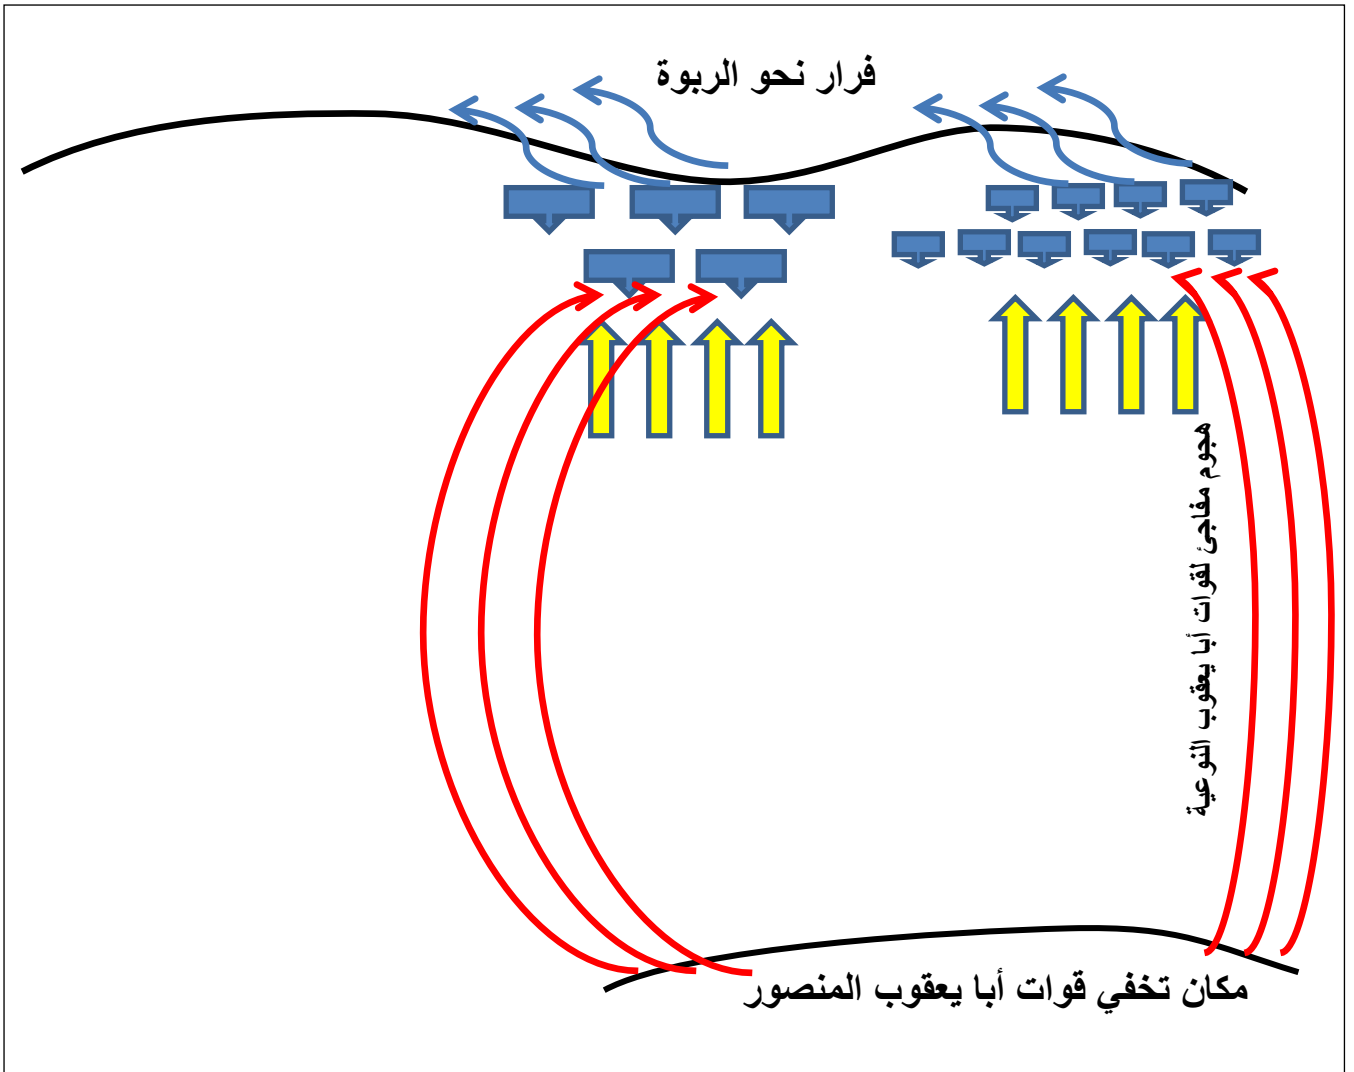 فرار نحو الربوة
هجوم مفاجئ لقوات أبا يعقوب النوعية
مكان تخفي قوات أبا يعقوب المنصور